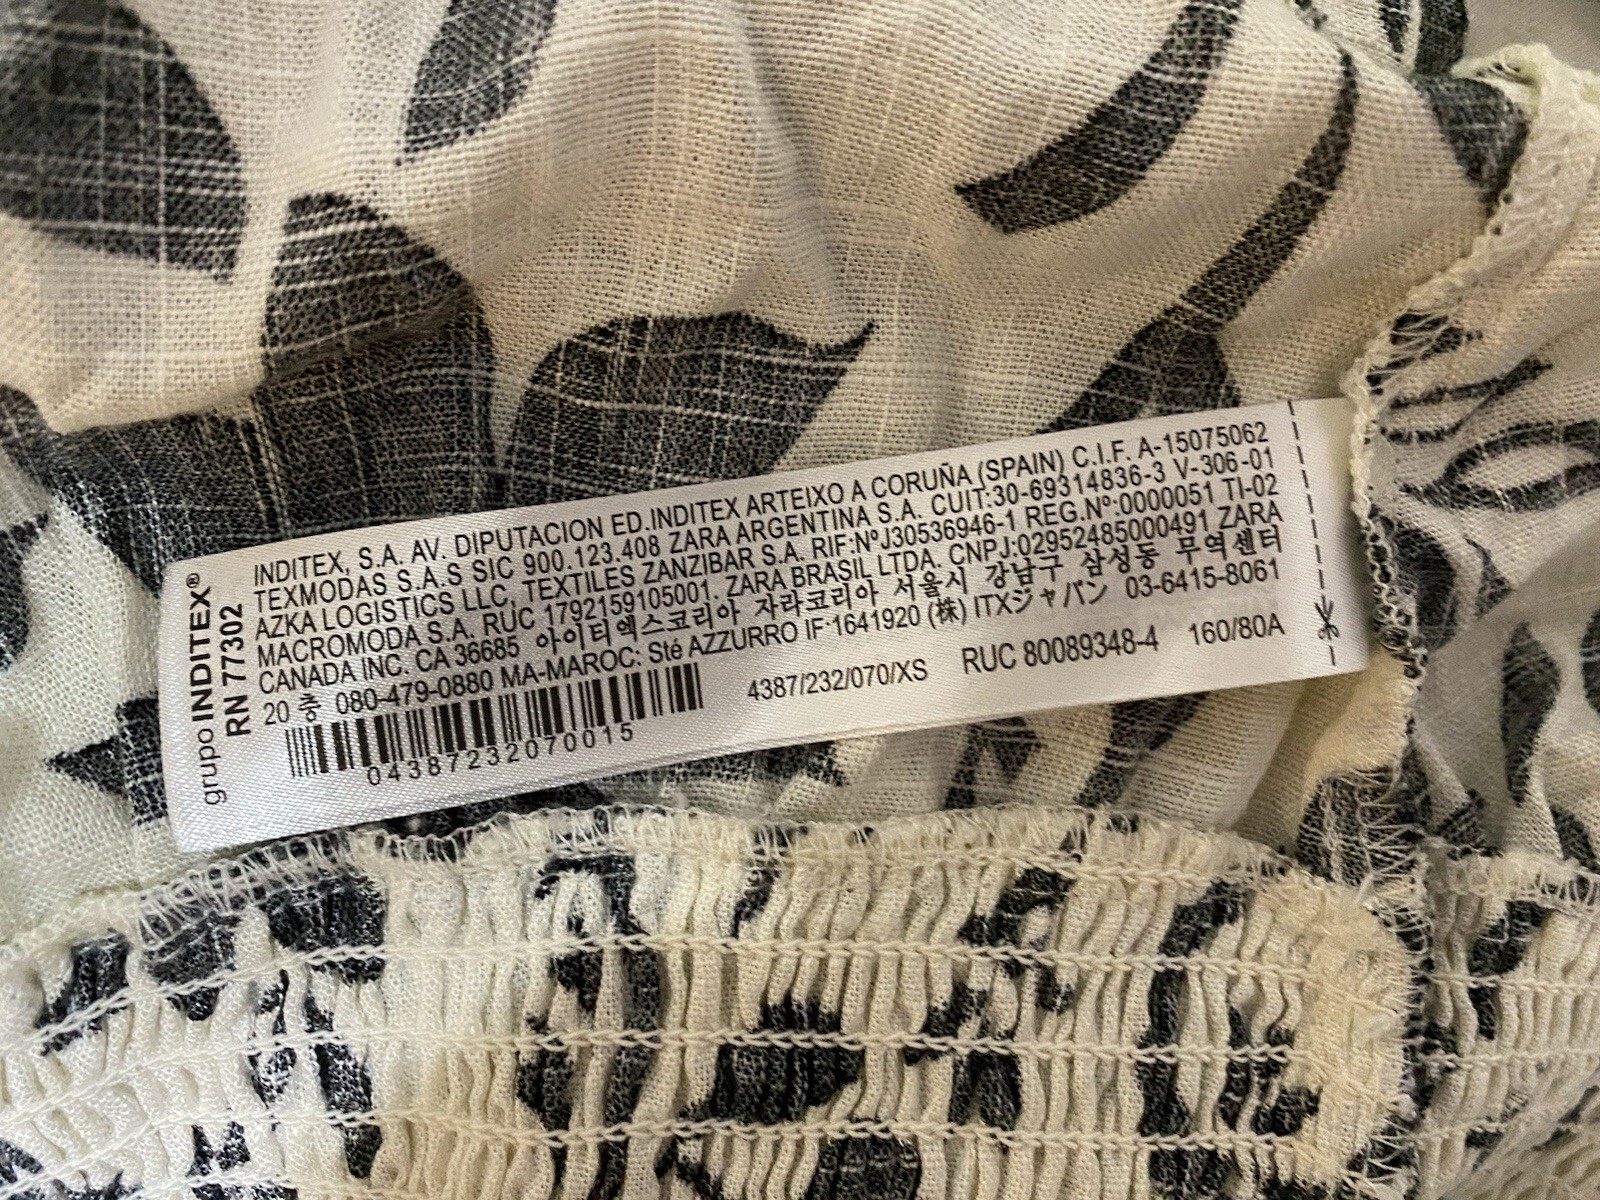 grupo INDITEX®
RN 77302
INDITEX, S.A. AV. DIPUTACION ED.INDITEX ARTEIXO A CORUÑA (SPAIN) C.I.F. A-15075062
TEXMODAS S.A.S SIC 900.123.408 ZARA ARGENTINA S.A. CUIT:30-69314836-3 V-306-01
AZKA LOGISTICS LLC, TEXTILES ZANZIBAR S.A. RIF:NºJ30536946-1 REG.Nº:0000051 TI-02
MACROMODA S.A. RUC 1792159105001. ZARA BRASIL LTDA. CNPJ:02952485000491 ZARA
CANADA INC. CA 36685 아이티엑스코리아 자라코리아 서울시 강남구 삼성동 무역센터
20 층 080-479-0880 MA-MAROC: Sté AZZURRO IF·1641920 (株) ITXジャパン 03-6415-8061
4387/232/070/XS RUC 80089348-4 160/80A
04387232070015